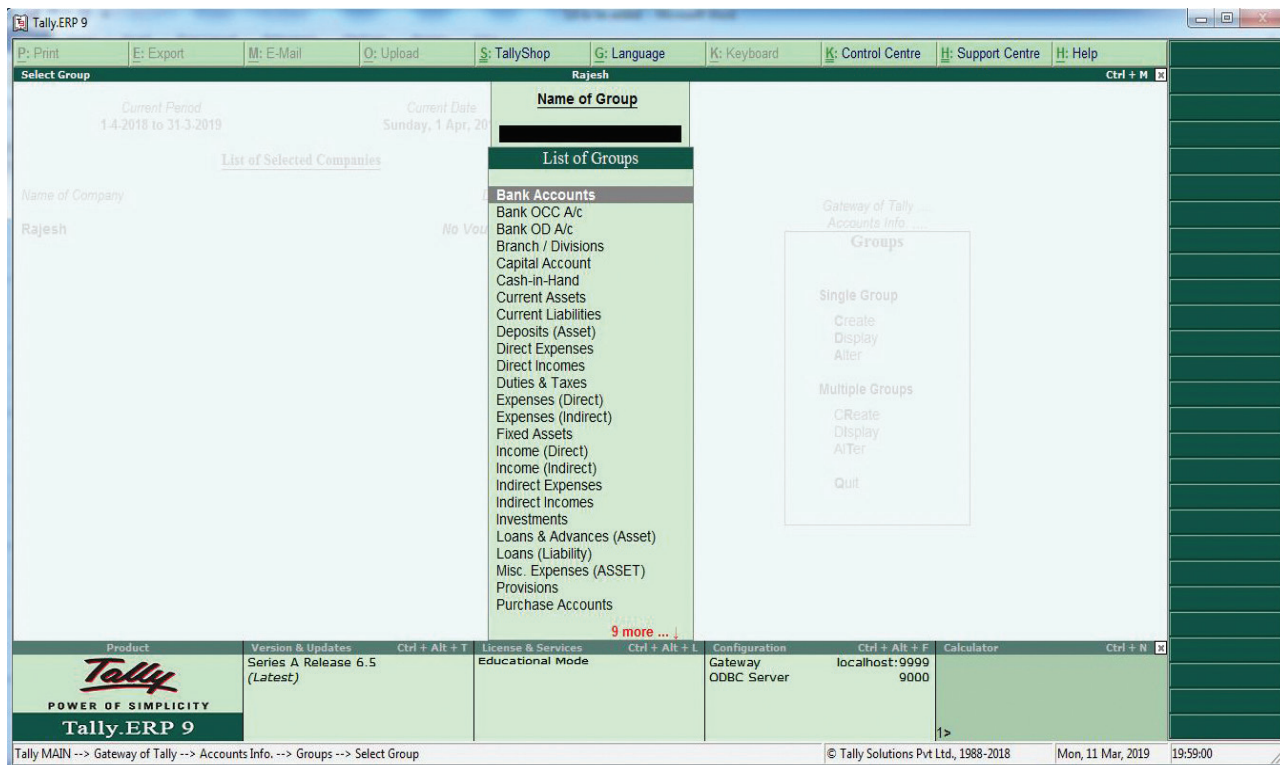 Tally.ERP 9
P: Print E: Export M: E-Mail O: Upload S: TallyShop G: Language K: Keyboard K: Control Centre H: Support Centre H: Help
Select Group Rajesh Ctrl + M
Current Period Current Date
1-4-2018 to 31-3-2019 Sunday, 1 Apr, 20
List of Selected Companies
Name of Company
Rajesh No Vou
Name of Group
List of Groups
Bank Accounts
Bank OCC A/c
Bank OD A/c
Branch / Divisions
Capital Account
Cash-in-Hand
Current Assets
Current Liabilities
Deposits (Asset)
Direct Expenses
Direct Incomes
Duties & Taxes
Expenses (Direct)
Expenses (Indirect)
Fixed Assets
Income (Direct)
Income (Indirect)
Indirect Expenses
Indirect Incomes
Investments
Loans & Advances (Asset)
Loans (Liability)
Misc. Expenses (ASSET)
Provisions
Purchase Accounts
9 more ... ↓
Gateway of Tally .....
Accounts Info. .....
Groups
Single Group
Create
Display
Alter
Multiple Groups
CReate
DIsplay
AlTer
Quit
Product
Tally
POWER OF SIMPLICITY
Tally.ERP 9
Version & Updates Ctrl + Alt + T
Series A Release 6.5
(Latest)
License & Services Ctrl + Alt + L
Educational Mode
Configuration Ctrl + Alt + F
Gateway localhost:9999
ODBC Server 9000
Calculator Ctrl + N
1>
Tally MAIN --> Gateway of Tally --> Accounts Info. --> Groups --> Select Group © Tally Solutions Pvt Ltd., 1988-2018 Mon, 11 Mar, 2019 19:59:00